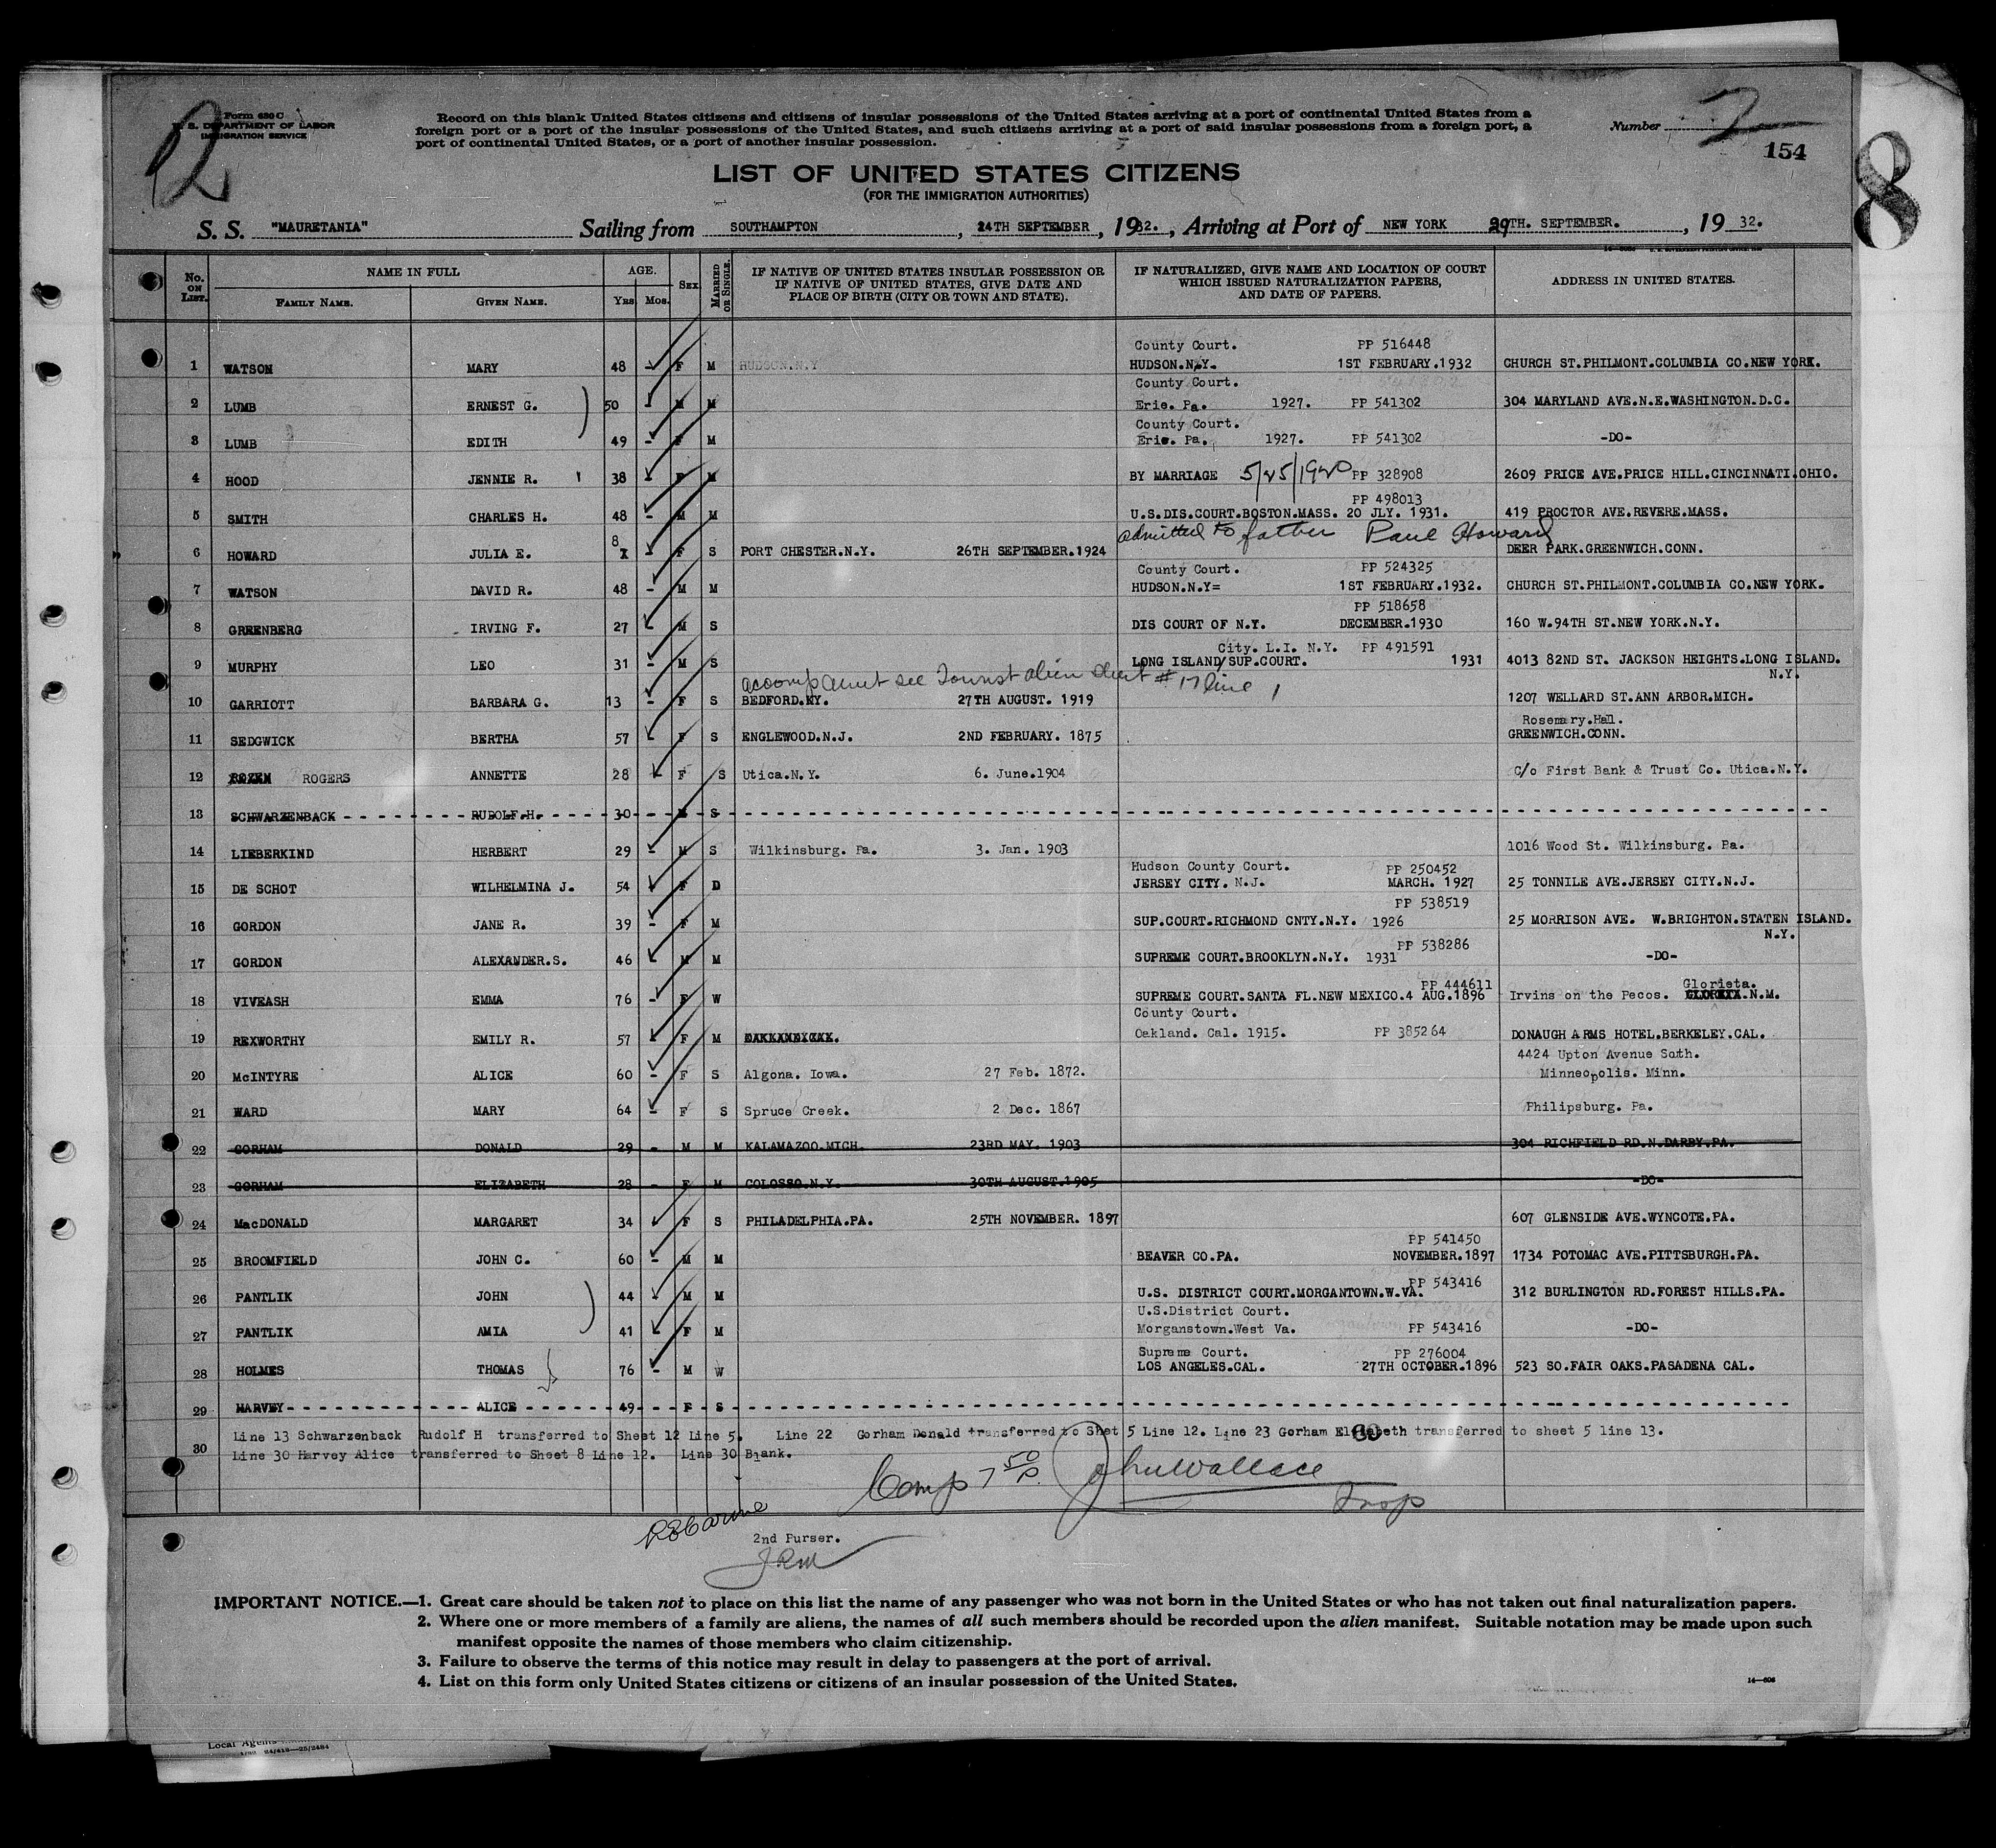 Form 630 C
U. S. DEPARTMENT OF LABOR
IMMIGRATION SERVICE
Record on this blank United States citizens and citizens of insular possessions of the United States arriving at a port of continental United States from a
foreign port or a port of the insular possessions of the United States, and such citizens arriving at a port of said insular possessions from a foreign port, a
port of continental United States, or a port of another insular possession.
Number 7
154
8
LIST OF UNITED STATES CITIZENS
(FOR THE IMMIGRATION AUTHORITIES)
S. S. "MAURETANIA" Sailing from SOUTHAMPTON, 24TH SEPTEMBER, 1932., Arriving at Port of NEW YORK 29TH. SEPTEMBER., 1932.
No. ON LIST. NAME IN FULL FAMILY NAME. GIVEN NAME. AGE. Yrs Mos. SEX MARRIED OR SINGLE. IF NATIVE OF UNITED STATES INSULAR POSSESSION OR IF NATIVE OF UNITED STATES, GIVE DATE AND PLACE OF BIRTH (CITY OR TOWN AND STATE). IF NATURALIZED, GIVE NAME AND LOCATION OF COURT WHICH ISSUED NATURALIZATION PAPERS, AND DATE OF PAPERS. ADDRESS IN UNITED STATES.
County Court. PP 516448
1 WATSON MARY 48 - F M HUDSON.N.Y HUDSON.N.Y. 1ST FEBRUARY.1932 CHURCH ST.PHILMONT.COLUMBIA CO.NEW YORK.
County Court.
2 LUMB ERNEST G. 50 - M M Erie. Pa. 1927. PP 541302 304 MARYLAND AVE.N.E.WASHINGTON.D.C.
County Court.
3 LUMB EDITH 49 - F M Erie. Pa. 1927. PP 541302 -DO-
4 HOOD JENNIE R. 38 - F M BY MARRIAGE 5/25/1920 PP 328908 2609 PRICE AVE.PRICE HILL.CINCINNATI.OHIO.
PP 498013
5 SMITH CHARLES H. 48 - M M U.S.DIS.COURT.BOSTON.MASS. 20 JLY. 1931. 419 PROCTOR AVE.REVERE.MASS.
admitted to father Paul Howard
6 HOWARD JULIA E. 8 - F S PORT CHESTER.N.Y. 26TH SEPTEMBER.1924 DEER PARK.GREENWICH.CONN.
County Court. PP 524325
7 WATSON DAVID R. 48 - M M HUDSON.N.Y= 1ST FEBRUARY.1932. CHURCH ST.PHILMONT.COLUMBIA CO.NEW YORK.
PP 518658
8 GREENBERG IRVING F. 27 - M S DIS COURT OF N.Y. DECEMBER.1930 160 W.94TH ST.NEW YORK.N.Y.
City. L.I. N.Y. PP 491591
9 MURPHY LEO 31 - M S LONG ISLAND/SUP.COURT. 1931 4013 82ND ST. JACKSON HEIGHTS.LONG ISLAND.
N.Y.
accomp Aunt see Tourist alien sheet # 17 line 1
10 GARRIOTT BARBARA G. 13 - F S BEDFORD.KY. 27TH AUGUST. 1919 1207 WELLARD ST.ANN ARBOR.MICH.
Rosemary.Hall.
11 SEDGWICK BERTHA 57 - F S ENGLEWOOD.N.J. 2ND FEBRUARY. 1875 GREENWICH.CONN.
12 ROZEM ROGERS ANNETTE 28 - F S Utica.N.Y. 6. June.1904 C/o First Bank & Trust Co. Utica.N.Y.
13 SCHWARZENBACK RUDOLF.H. 30 - M S
14 LIEBERKIND HERBERT 29 - M S Wilkinsburg. Pa. 3. Jan. 1903 1016 Wood St. Wilkinsburg. Pa.
Hudson County Court. PP 250452
15 DE SCHOT WILHELMINA J. 54 - F D JERSEY CITY. N.J. MARCH. 1927 25 TONNILE AVE.JERSEY CITY.N.J.
PP 538519
16 GORDON JANE R. 39 - F M SUP.COURT.RICHMOND CNTY.N.Y. 1926 25 MORRISON AVE. W.BRIGHTON.STATEN ISLAND.
N.Y.
PP 538286
17 GORDON ALEXANDER.S. 46 - M M SUPREME COURT.BROOKLYN.N.Y. 1931 -DO-
PP 444611 Glorieta.
18 VIVEASH EMMA 76 - F W SUPREME COURT.SANTA FL.NEW MEXICO.4 AUG.1896 Irvins on the Pecos. .N.M.
County Court.
19 REXWORTHY EMILY R. 57 - F M Oakland. Cal. 1915. PP 385264 DONAUGH ARMS HOTEL.BERKELEY.CAL.
4424 Upton Avenue Soth.
20 McINTYRE ALICE 60 - F S Algona. Iowa. 27 Feb. 1872. Minneopolis. Minn.
21 WARD MARY 64 - F S Spruce Creek. 2 Dec. 1867 Philipsburg. Pa.
22 GORHAM DONALD 29 - M M KALAMAZOO.MICH. 23RD MAY. 1903 304 RICHFIELD RD.N.DARBY.PA.
23 GORHAM ELIZABETH 28 - F M COLOSSO.N.Y. 30TH AUGUST.1905 -DO-
24 MacDONALD MARGARET 34 - F S PHILADELPHIA.PA. 25TH NOVEMBER. 1897 607 GLENSIDE AVE.WYNCOTE.PA.
PP 541450
25 BROOMFIELD JOHN C. 60 - M M BEAVER CO.PA. NOVEMBER.1897 1734 POTOMAC AVE.PITTSBURGH.PA.
PP 543416
26 PANTLIK JOHN 44 - M M U.S. DISTRICT COURT.MORGANTOWN.W.VA. 312 BURLINGTON RD.FOREST HILLS.PA.
U.S.District Court.
27 PANTLIK AMIA 41 - F M Morganstown.West Va. PP 543416 -DO-
Supreme Court. PP 276004
28 HOLMES THOMAS 76 - M W LOS ANGELES.CAL. 27TH OCTOBER.1896 523 SO.FAIR OAKS.PASADENA CAL.
29 HARVEY ALICE 49 - F S
Line 13 Schwarzenback Rudolf H transferred to Sheet 12 Line 5. Line 22 Gorham Donald transferred to Shet 5 Line 12. Line 23 Gorham Elizabeth transferred to sheet 5 line 13.
30 Line 30 Harvey Alice transferred to Sheet 8 Line 12. Line 30 Blank.
Comp 7 50 P. John Wallace
Insp
2nd Purser.
JRM
IMPORTANT NOTICE.—1. Great care should be taken not to place on this list the name of any passenger who was not born in the United States or who has not taken out final naturalization papers.
2. Where one or more members of a family are aliens, the names of all such members should be recorded upon the alien manifest. Suitable notation may be made upon such
manifest opposite the names of those members who claim citizenship.
3. Failure to observe the terms of this notice may result in delay to passengers at the port of arrival.
4. List on this form only United States citizens or citizens of an insular possession of the United States.
14—606
Local Agents